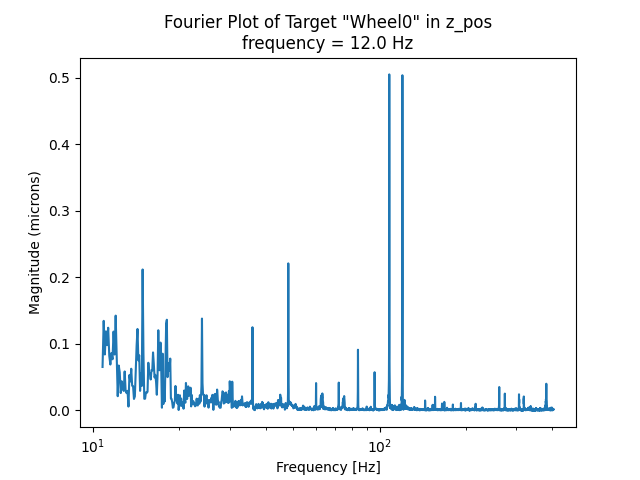 Fourier Plot of Target "Wheel0" in z_pos
frequency = 12.0 Hz
0.5
0.4
0.3
0.2
0.1
0.0
Magnitude (microns)
10¹
10²
Frequency [Hz]